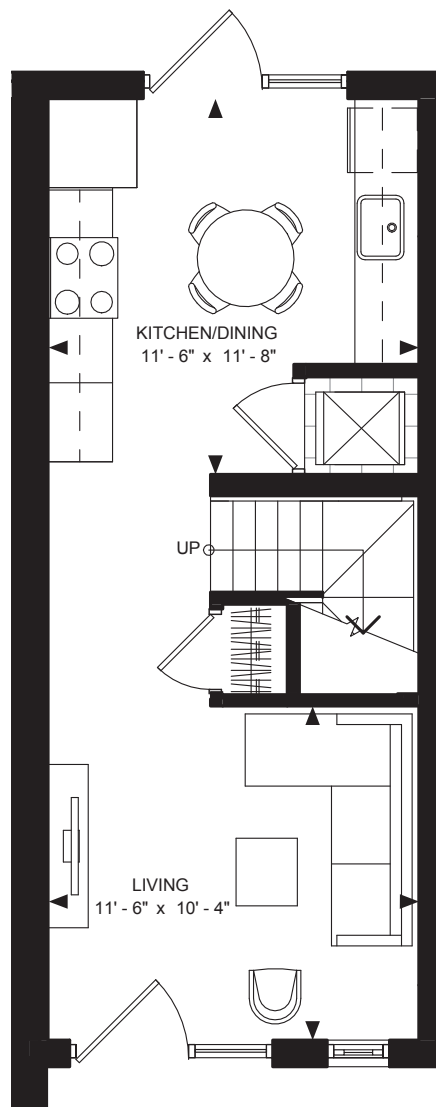 KITCHEN/DINING
11' - 6" x 11' - 8"
UP
LIVING
11' - 6" x 10' - 4"